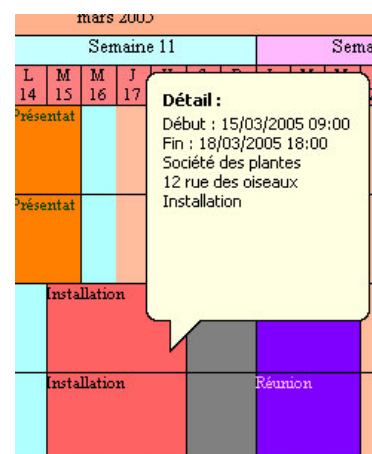 mars 2005
Semaine 11
Sema
L M M J
14 15 16 17
Détail :
Début : 15/03/2005 09:00
Fin : 18/03/2005 18:00
Société des plantes
12 rue des oiseaux
Installation
Présentat
Présentat
Installation
Installation
Réunion